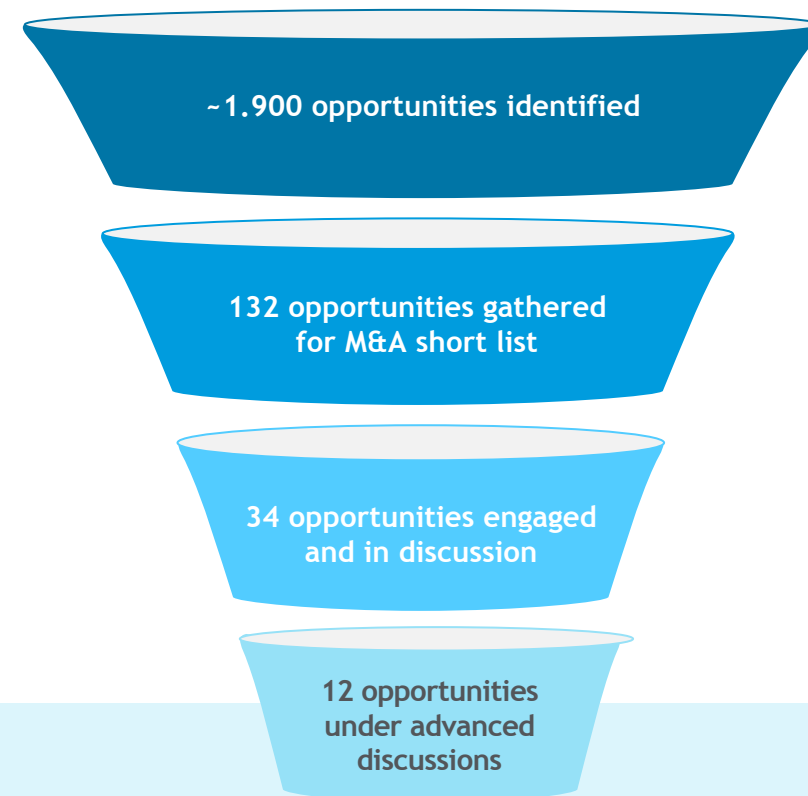 ~1.900 opportunities identified
132 opportunities gathered
for M&A short list
34 opportunities engaged
and in discussion
12 opportunities
under advanced
discussions